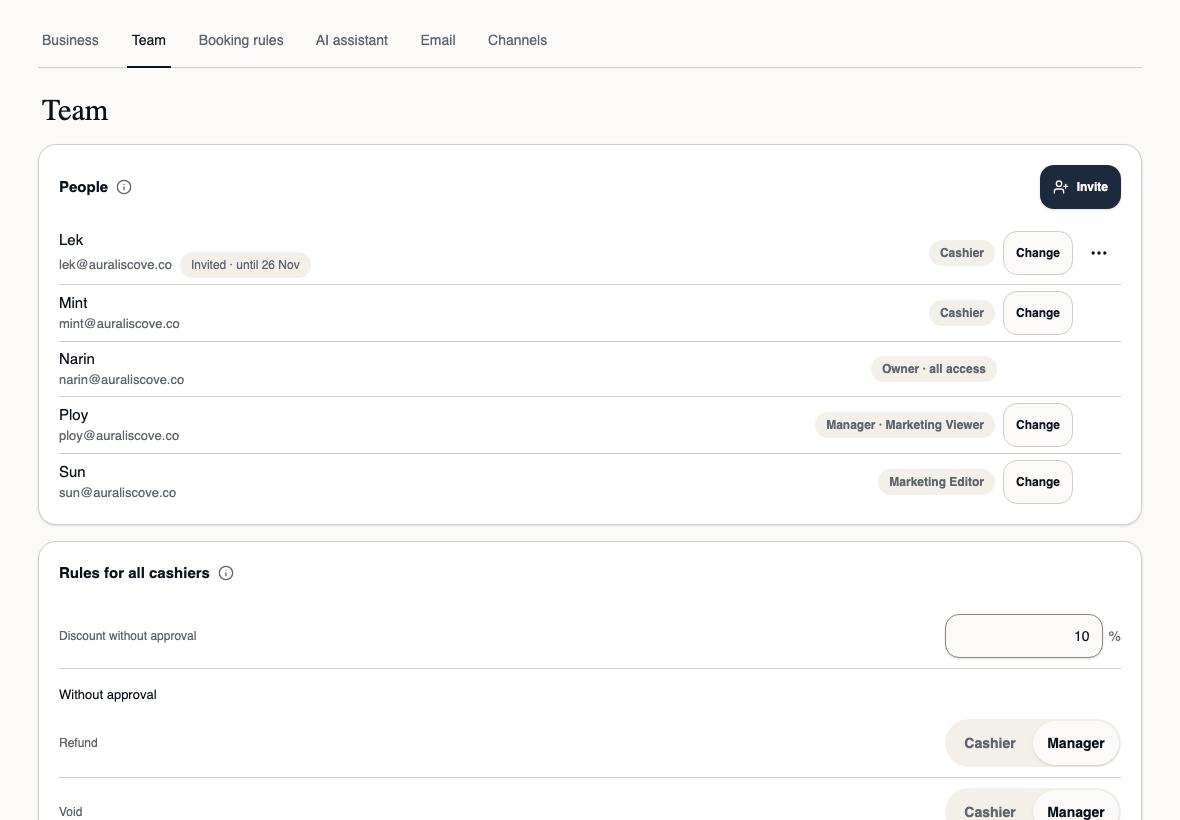 Business Team Booking rules AI assistant Email Channels
Team
People Invite
Lek
lek@auraliscove.co Invited · until 26 Nov Cashier Change
Mint
mint@auraliscove.co Cashier Change
Narin
narin@auraliscove.co Owner · all access
Ploy
ploy@auraliscove.co Manager · Marketing Viewer Change
Sun
sun@auraliscove.co Marketing Editor Change
Rules for all cashiers
Discount without approval 10 %
Without approval
Refund Cashier Manager
Void Cashier Manager